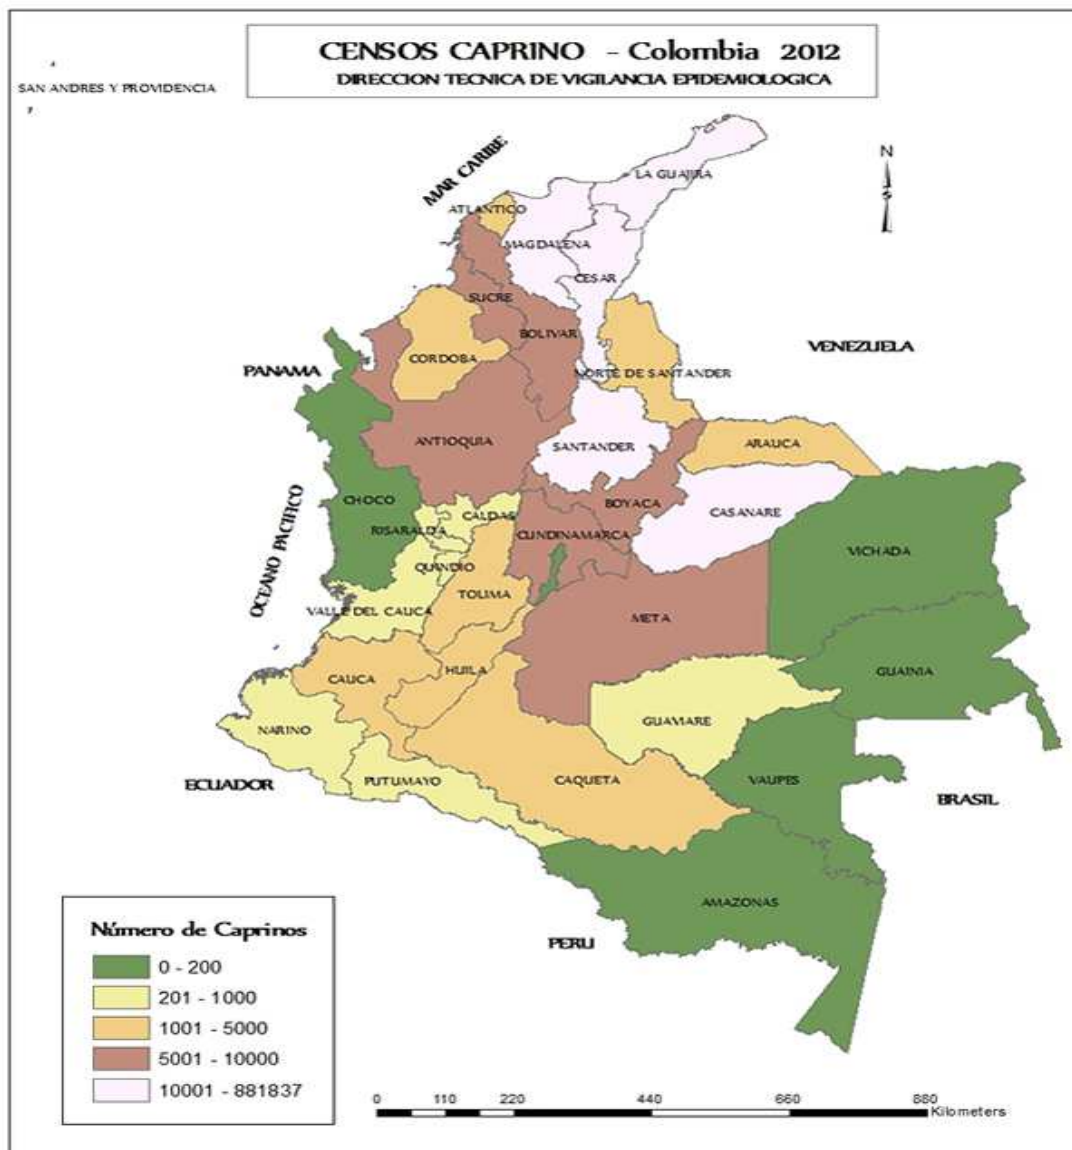 CENSOS CAPRINO - Colombia 2012
DIRECCION TECNICA DE VIGILANCIA EPIDEMIOLOGICA
SAN ANDRES Y PROVIDENCIA
MAR CARIBE
N
LA GUAJIRA
ATLANTICO
MAGDALENA
CESAR
SUCRE
BOLIVAR
VENEZUELA
CORDOBA
PANAMA
NORTE DE SANTANDER
ANTIOQUIA
SANTANDER
ARAUCA
CHOCO
BOYACA
CASANARE
OCEANO PACIFICO
RISARALDA
CALDAS
CUNDINAMARCA
VICHADA
QUINDIO
TOLIMA
VALLE DEL CAUCA
META
HUILA
CAUCA
GUAINIA
NARINO
GUAVIARE
ECUADOR
PUTUMAYO
CAQUETA
VAUPES
BRASIL
AMAZONAS
PERU
Número de Caprinos
0 - 200
201 - 1000
1001 - 5000
5001 - 10000
10001 - 881837
0 110 220 440 660 880
Kilometers